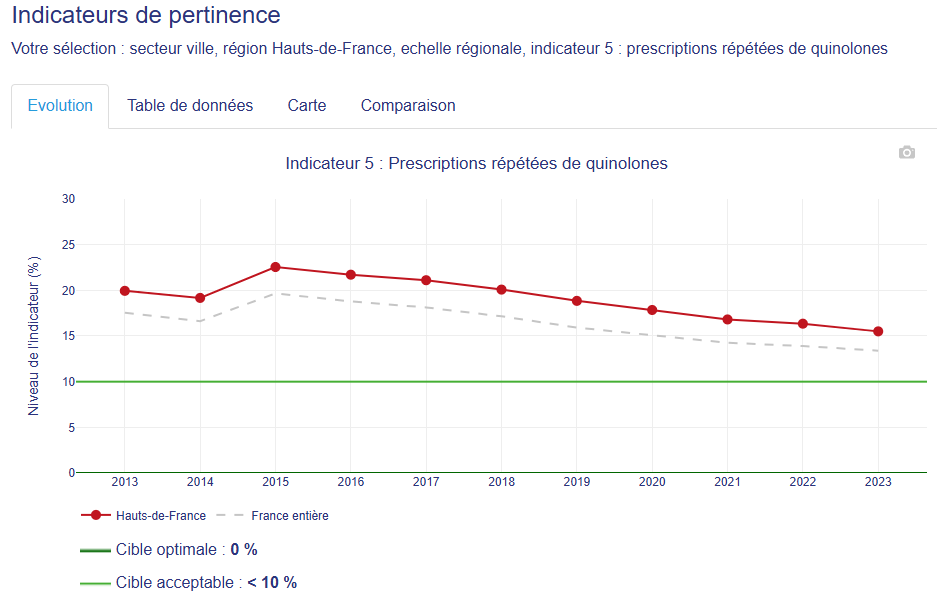 Indicateurs de pertinence
Votre sélection : secteur ville, région Hauts-de-France, echelle régionale, indicateur 5 : prescriptions répétées de quinolones
Evolution Table de données Carte Comparaison
Indicateur 5 : Prescriptions répétées de quinolones
Niveau de l'indicateur (%)
30
25
20
15
10
5
0
2013 2014 2015 2016 2017 2018 2019 2020 2021 2022 2023
Hauts-de-France France entière
Cible optimale : 0 %
Cible acceptable : < 10 %